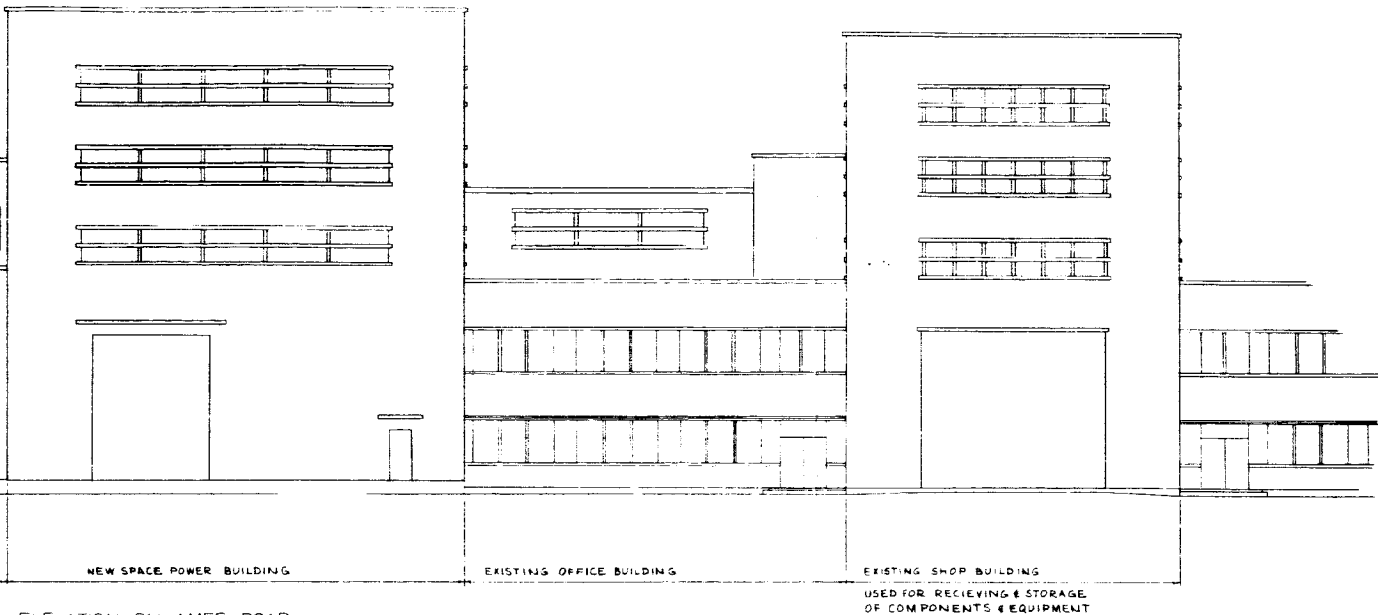 NEW SPACE POWER BUILDING
EXISTING OFFICE BUILDING
EXISTING SHOP BUILDING
USED FOR RECIEVING & STORAGE
OF COMPONENTS & EQUIPMENT